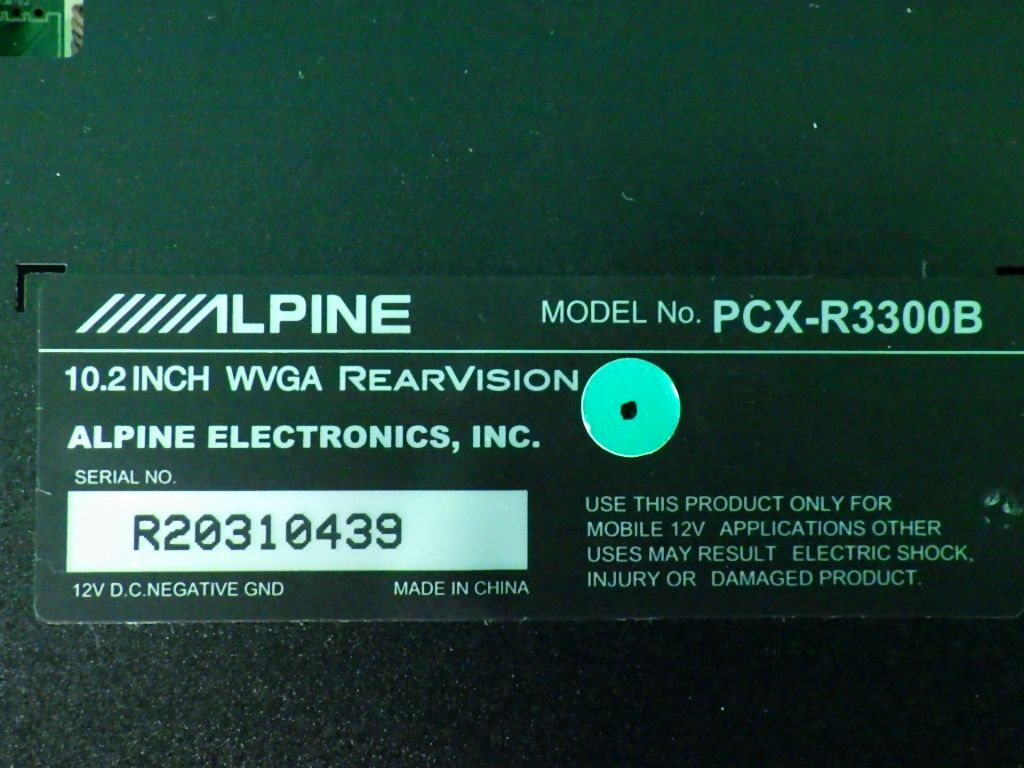 ALPINE MODEL No. PCX-R3300B
10.2 INCH WVGA REARVISION
ALPINE ELECTRONICS, INC.
SERIAL NO.
R20310439
12V D.C.NEGATIVE GND MADE IN CHINA
USE THIS PRODUCT ONLY FOR
MOBILE 12V APPLICATIONS OTHER
USES MAY RESULT ELECTRIC SHOCK,
INJURY OR DAMAGED PRODUCT.